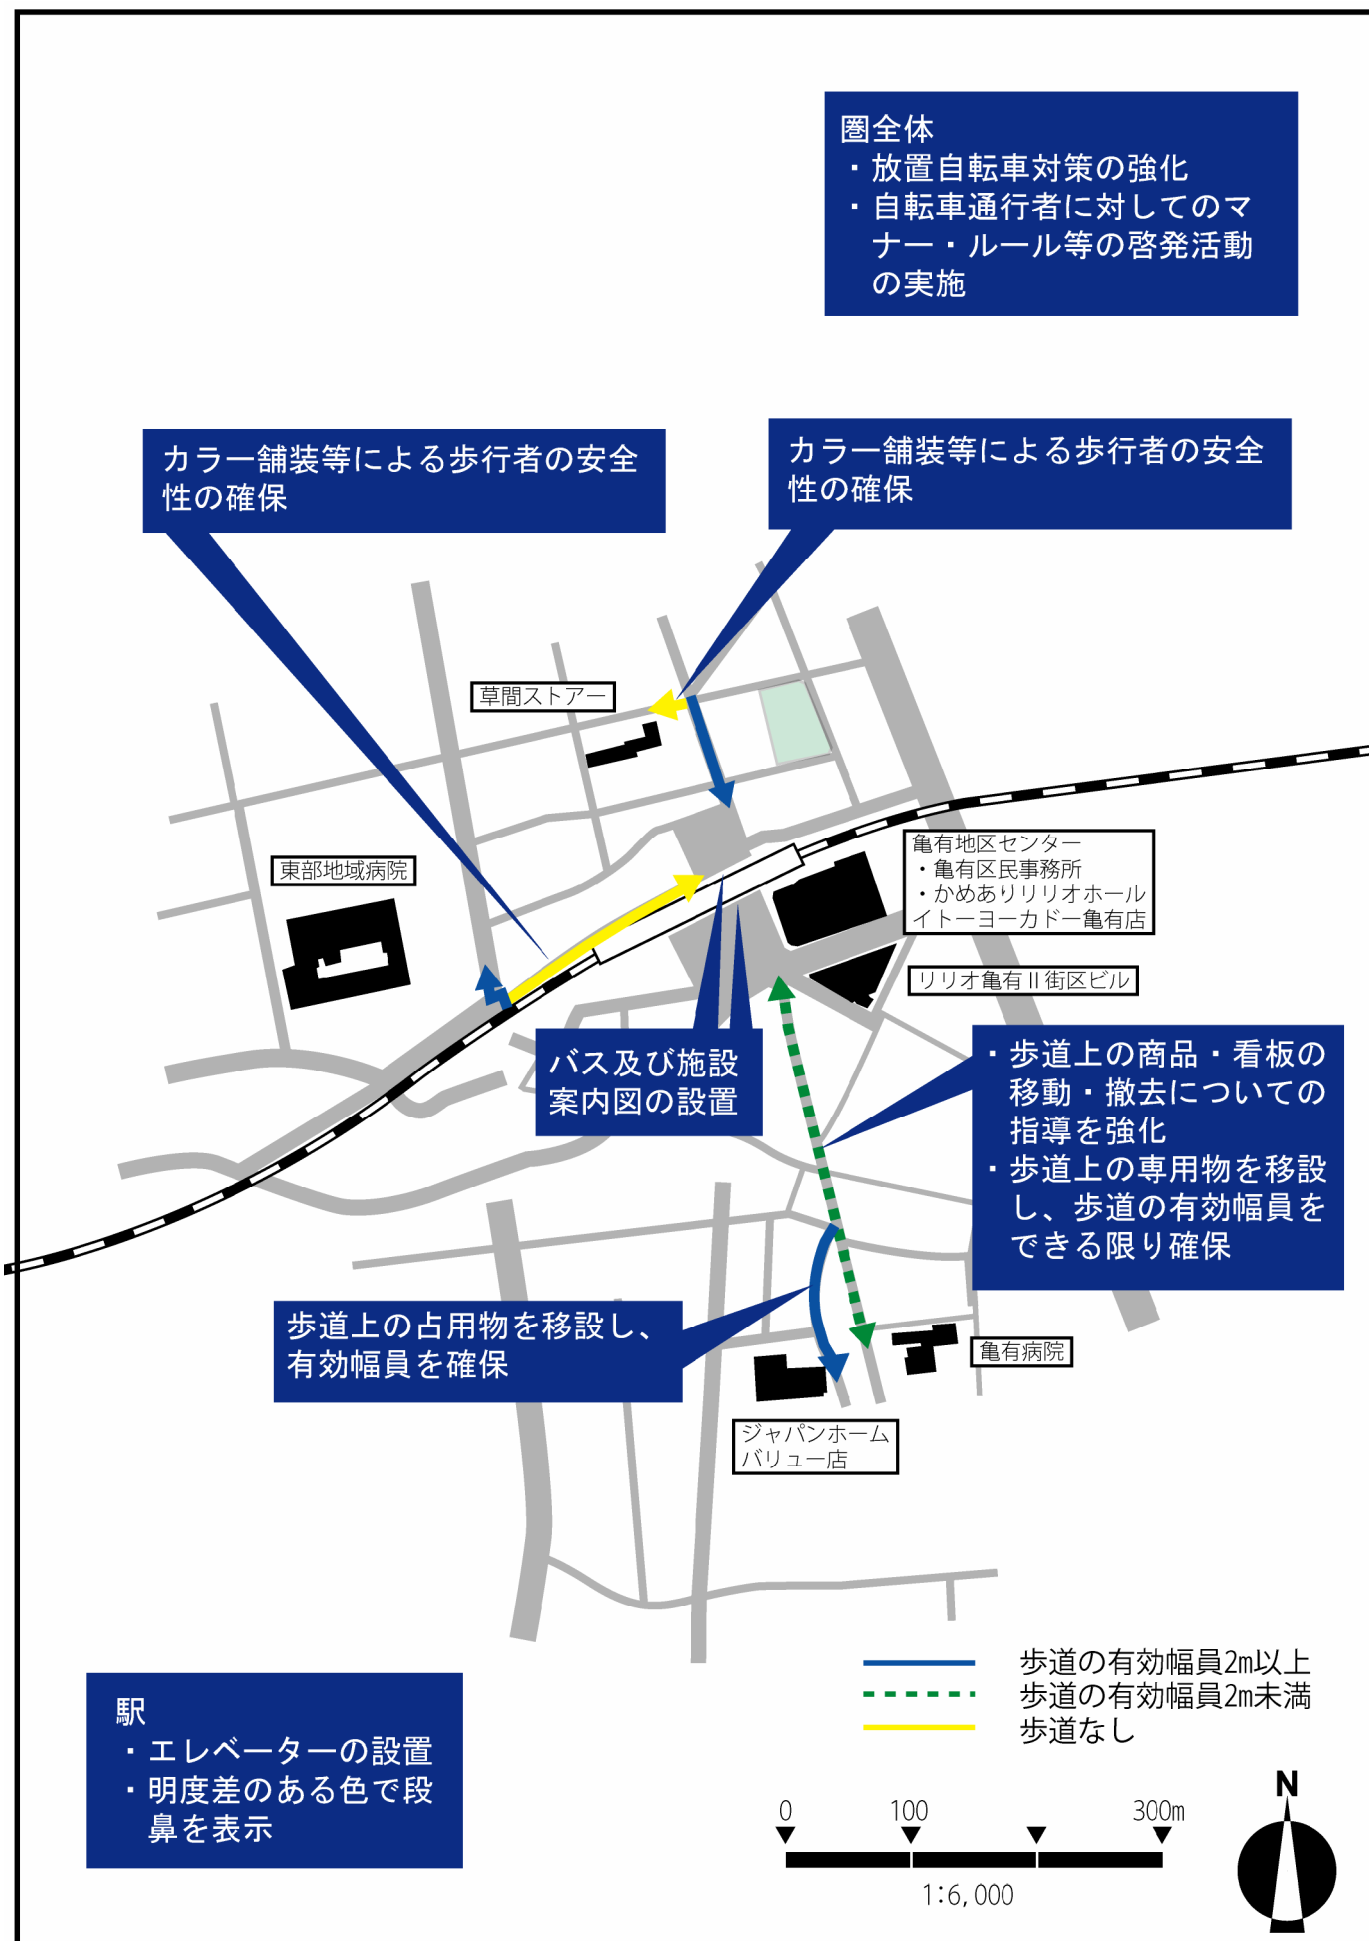 圏全体
・放置自転車対策の強化
・自転車通行者に対してのマ
ナー・ルール等の啓発活動
の実施
カラー舗装等による歩行者の安全
性の確保
カラー舗装等による歩行者の安全
性の確保
草間ストアー
東部地域病院
亀有地区センター
・亀有区民事務所
・かめありリリオホール
イトーヨーカドー亀有店
リリオ亀有Ⅱ街区ビル
バス及び施設
案内図の設置
・歩道上の商品・看板の
移動・撤去についての
指導を強化
・歩道上の専用物を移設
し、歩道の有効幅員を
できる限り確保
歩道上の占用物を移設し、
有効幅員を確保
亀有病院
ジャパンホーム
バリュー店
歩道の有効幅員2m以上
歩道の有効幅員2m未満
歩道なし
駅
・エレベーターの設置
・明度差のある色で段
鼻を表示
0 100 300m
1:6,000
N